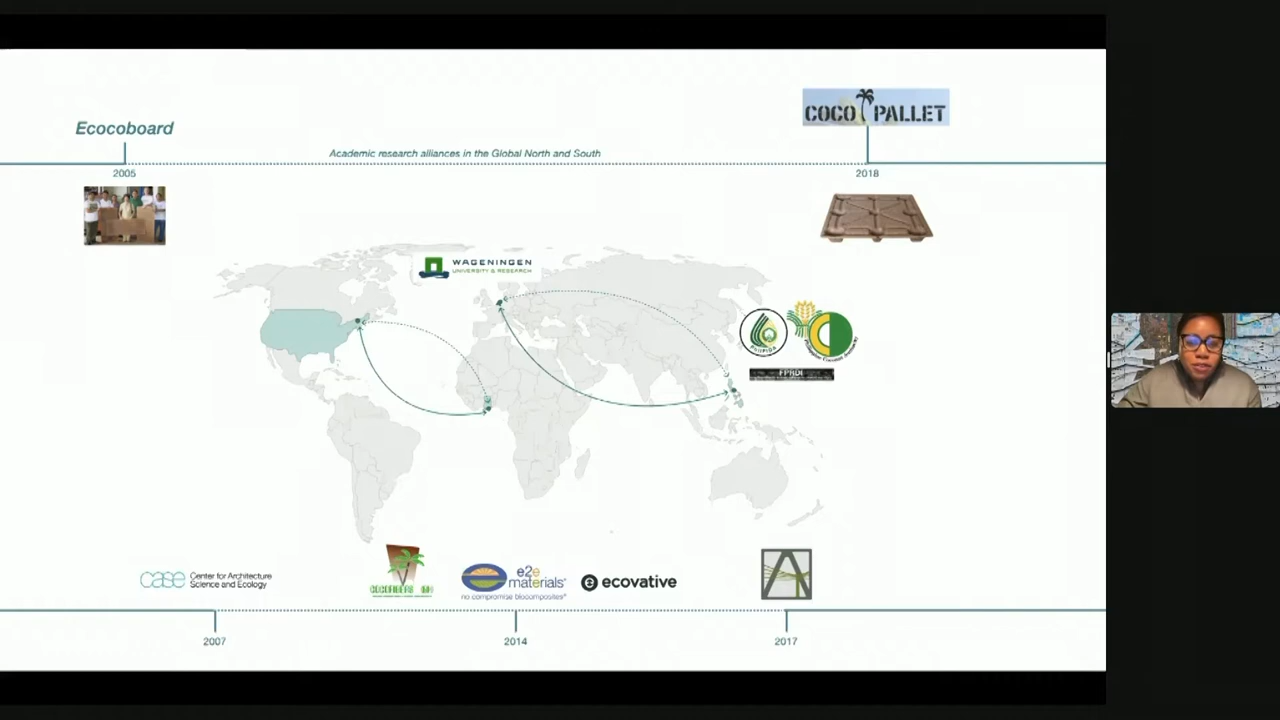 COCO PALLET
Ecocoboard
Academic research alliances in the Global North and South
2005
2018
WAGENINGEN
UNIVERSITY & RESEARCH
PHILFIDA
FPRDI
case Center for Architecture
Science and Ecology
e2e
materials
no compromise biocomposites
ecovative
2007
2014
2017